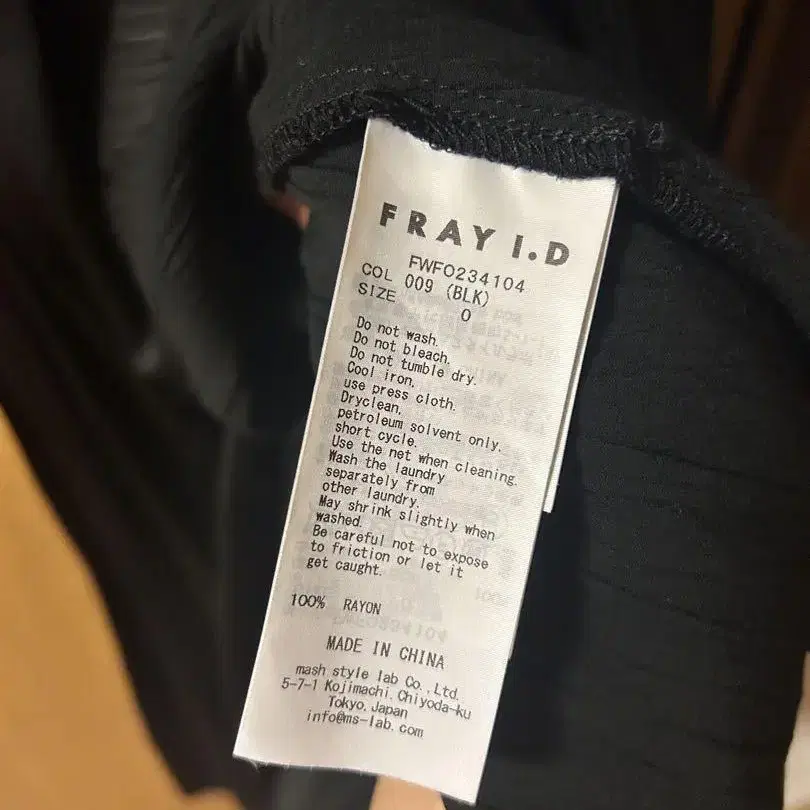 FRAY I.D
FWFO234104
COL 009 (BLK)
SIZE 0
Do not wash.
Do not bleach.
Do not tumble dry.
Cool iron.
use press cloth.
Dryclean.
petroleum solvent only.
short cycle.
Use the net when cleaning.
Wash the laundry
separately from
other laundry.
May shrink slightly when
washed.
Be careful not to expose
to friction or let it
get caught.
100% RAYON
MADE IN CHINA
mash style lab Co.,Ltd.
5-7-1 Kojimachi,Chiyoda-ku
Tokyo,Japan
info@ms-lab.com